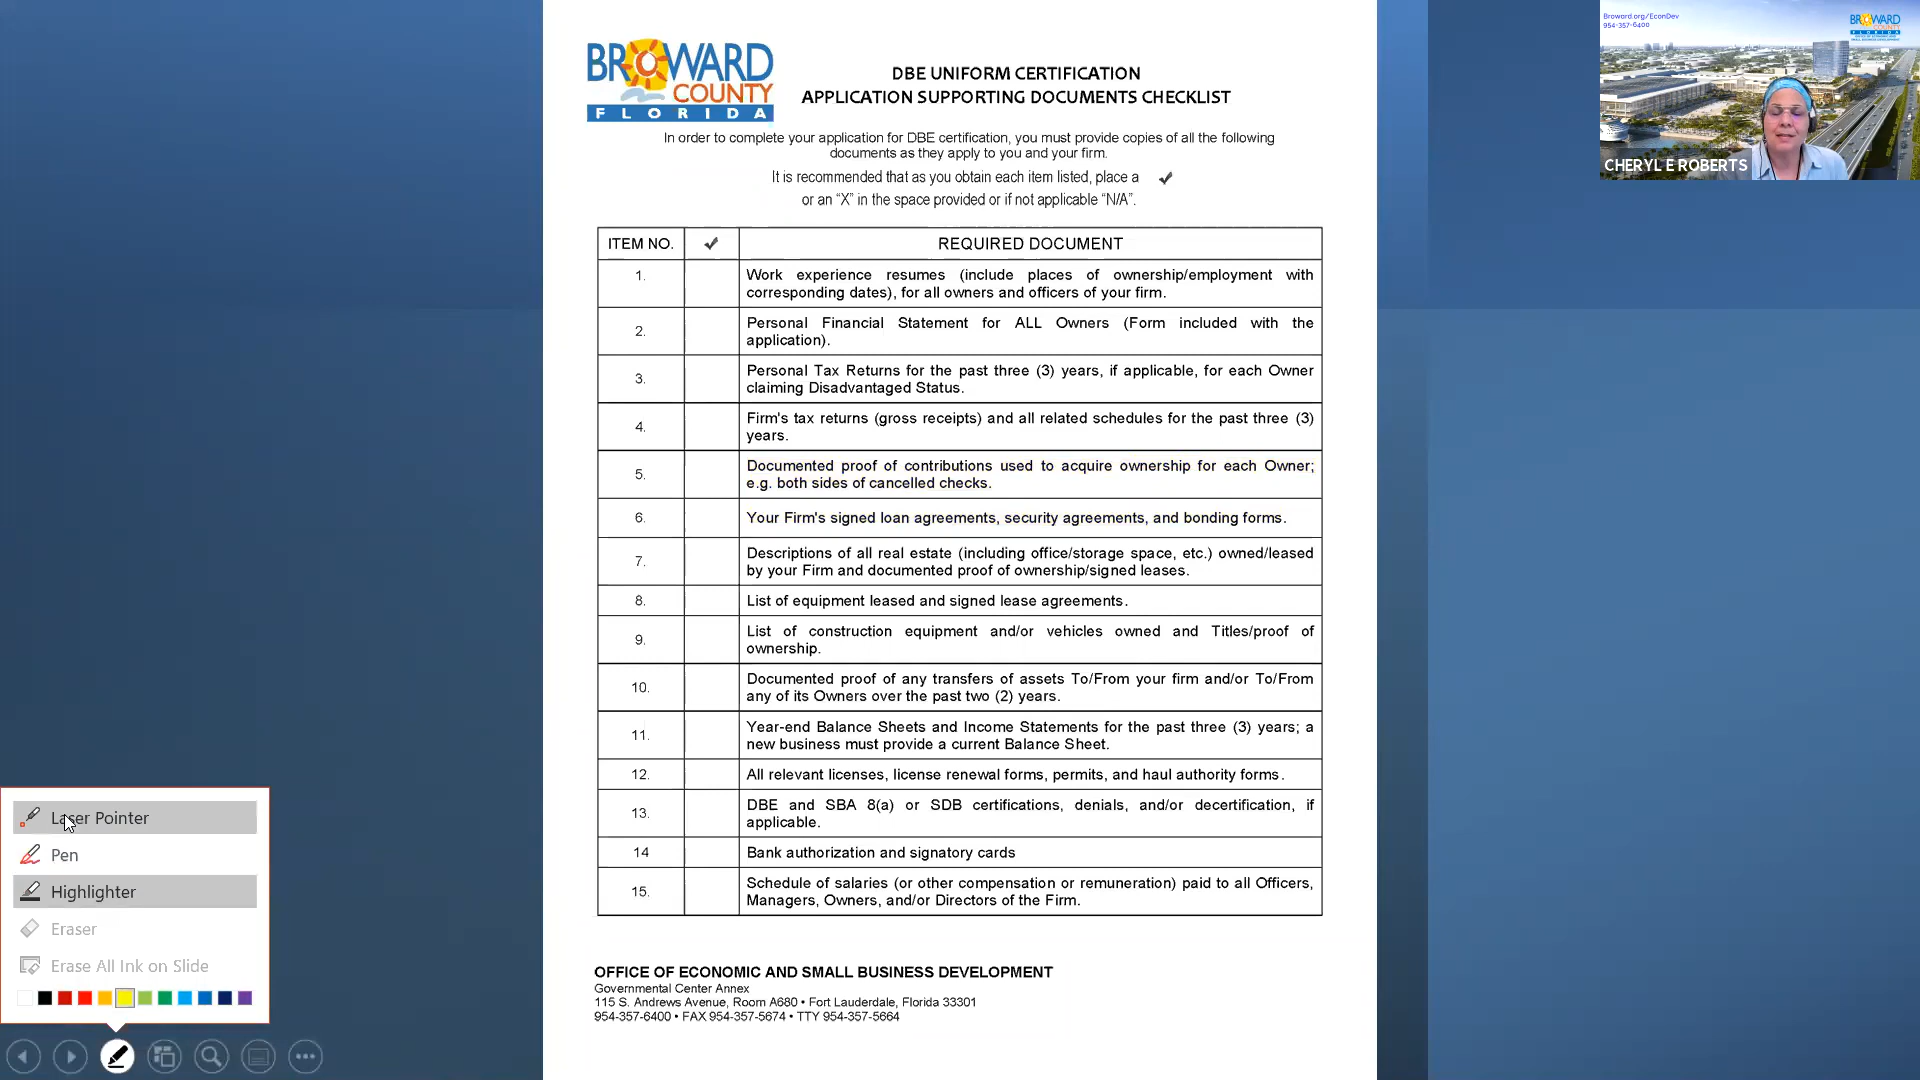 BROWARD
COUNTY
FLORIDA
DBE UNIFORM CERTIFICATION
APPLICATION SUPPORTING DOCUMENTS CHECKLIST
In order to complete your application for DBE certification, you must provide copies of all the following
documents as they apply to you and your firm.
It is recommended that as you obtain each item listed, place a ✔
or an “X” in the space provided or if not applicable “N/A”.
ITEM NO. ✔ REQUIRED DOCUMENT
1. Work experience resumes (include places of ownership/employment with
corresponding dates), for all owners and officers of your firm.
2. Personal Financial Statement for ALL Owners (Form included with the
application).
3. Personal Tax Returns for the past three (3) years, if applicable, for each Owner
claiming Disadvantaged Status.
4. Firm's tax returns (gross receipts) and all related schedules for the past three (3)
years.
5. Documented proof of contributions used to acquire ownership for each Owner;
e.g. both sides of cancelled checks.
6. Your Firm's signed loan agreements, security agreements, and bonding forms.
7. Descriptions of all real estate (including office/storage space, etc.) owned/leased
by your Firm and documented proof of ownership/signed leases.
8. List of equipment leased and signed lease agreements.
9. List of construction equipment and/or vehicles owned and Titles/proof of
ownership.
10. Documented proof of any transfers of assets To/From your firm and/or To/From
any of its Owners over the past two (2) years.
11. Year-end Balance Sheets and Income Statements for the past three (3) years; a
new business must provide a current Balance Sheet.
12. All relevant licenses, license renewal forms, permits, and haul authority forms.
13. DBE and SBA 8(a) or SDB certifications, denials, and/or decertification, if
applicable.
14 Bank authorization and signatory cards
15. Schedule of salaries (or other compensation or remuneration) paid to all Officers,
Managers, Owners, and/or Directors of the Firm.
OFFICE OF ECONOMIC AND SMALL BUSINESS DEVELOPMENT
Governmental Center Annex
115 S. Andrews Avenue, Room A680 • Fort Lauderdale, Florida 33301
954-357-6400 • FAX 954-357-5674 • TTY 954-357-5664
Laser Pointer
Pen
Highlighter
Eraser
Erase All Ink on Slide
Broward.org/EconDev
954-357-6400
BROWARD
COUNTY
CHERYL E ROBERTS